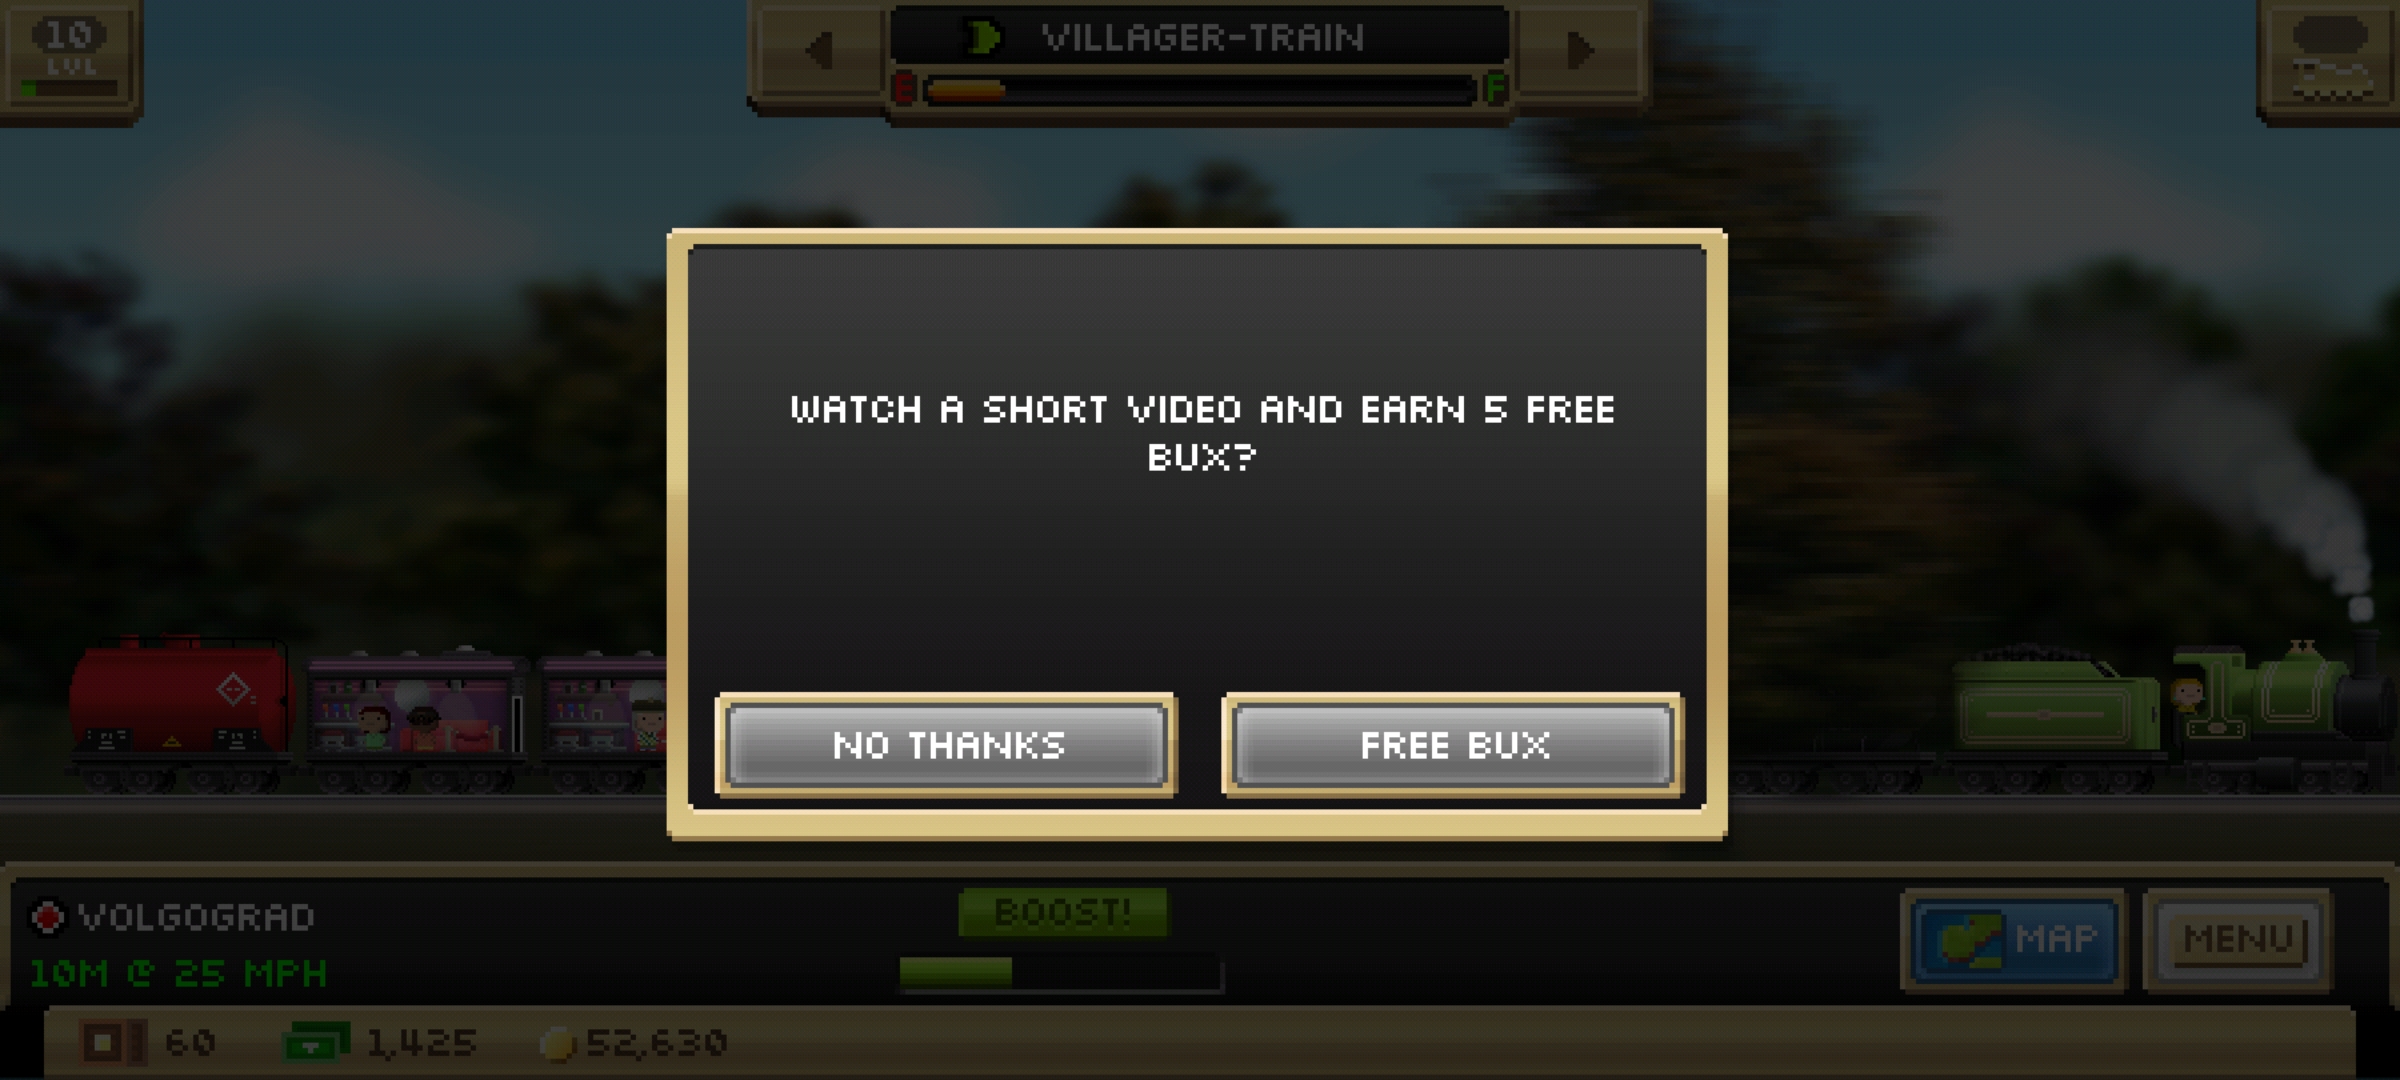 10
LVL
VILLAGER-TRAIN
E
F
WATCH A SHORT VIDEO AND EARN 5 FREE
BUX?
NO THANKS
FREE BUX
VOLGOGRAD
10M @ 25 MPH
BOOST!
MAP
MENU
60
1,425
52,630